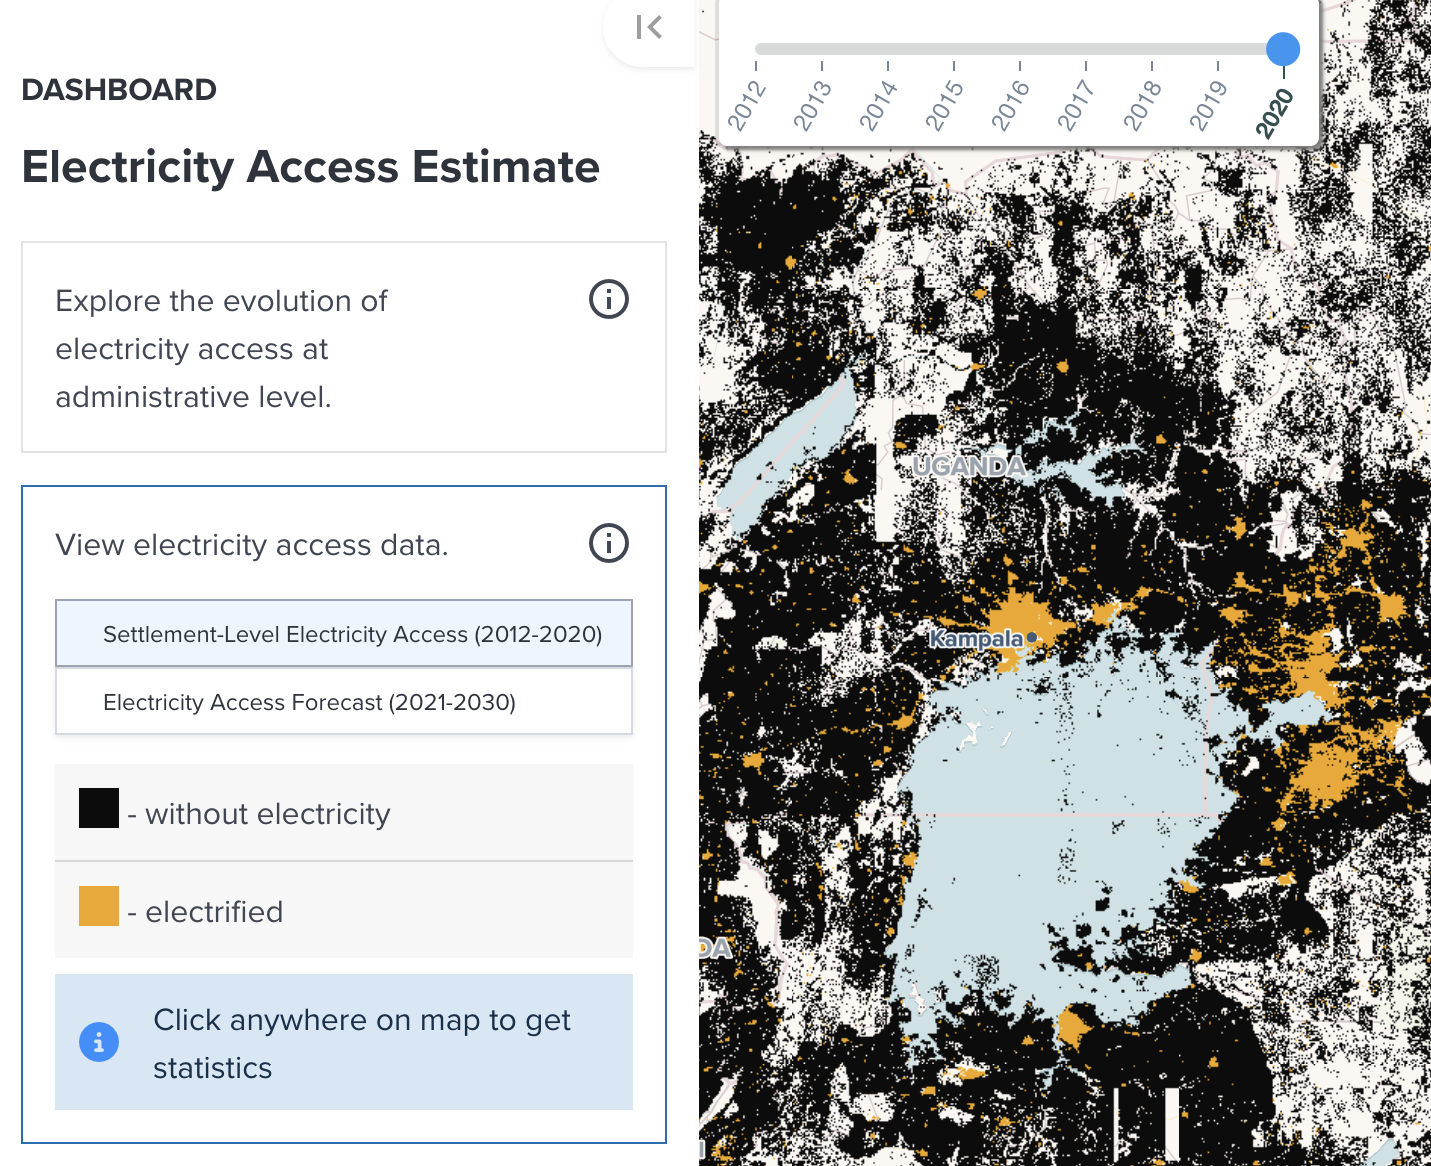 DASHBOARD
Electricity Access Estimate
Explore the evolution of
electricity access at
administrative level.
View electricity access data.
Settlement-Level Electricity Access (2012-2020)
Electricity Access Forecast (2021-2030)
- without electricity
- electrified
Click anywhere on map to get
statistics
2012
2013
2014
2015
2016
2017
2018
2019
2020
UGANDA
Kampala
DA